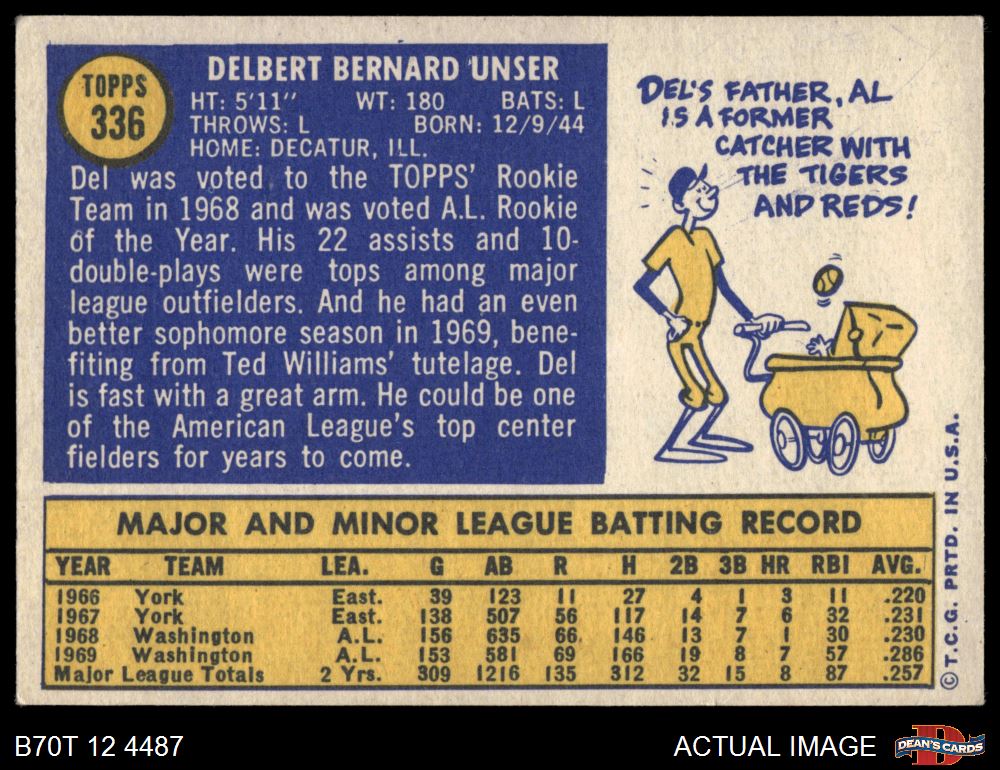 TOPPS
336
DELBERT BERNARD UNSER
HT: 5'11" WT: 180 BATS: L
THROWS: L BORN: 12/9/44
HOME: DECATUR, ILL.
Del was voted to the TOPPS' Rookie
Team in 1968 and was voted A.L. Rookie
of the Year. His 22 assists and 10-
double-plays were tops among major
league outfielders. And he had an even
better sophomore season in 1969, bene-
fiting from Ted Williams' tutelage. Del
is fast with a great arm. He could be one
of the American League's top center
fielders for years to come.
DEL'S FATHER, AL
IS A FORMER
CATCHER WITH
THE TIGERS
AND REDS!
MAJOR AND MINOR LEAGUE BATTING RECORD
YEAR TEAM LEA. G AB R H 2B 3B HR RBI AVG.
1966 York East. 39 123 11 27 4 1 3 11 .220
1967 York East. 138 507 56 117 14 7 6 32 .231
1968 Washington A.L. 156 635 66 146 13 7 1 30 .230
1969 Washington A.L. 153 581 69 166 19 8 7 57 .286
Major League Totals 2 Yrs. 309 1216 135 312 32 15 8 87 .257
© T.C.G. PRTD. IN U.S.A.
B70T 12 4487
ACTUAL IMAGE
DEAN'S CARDS